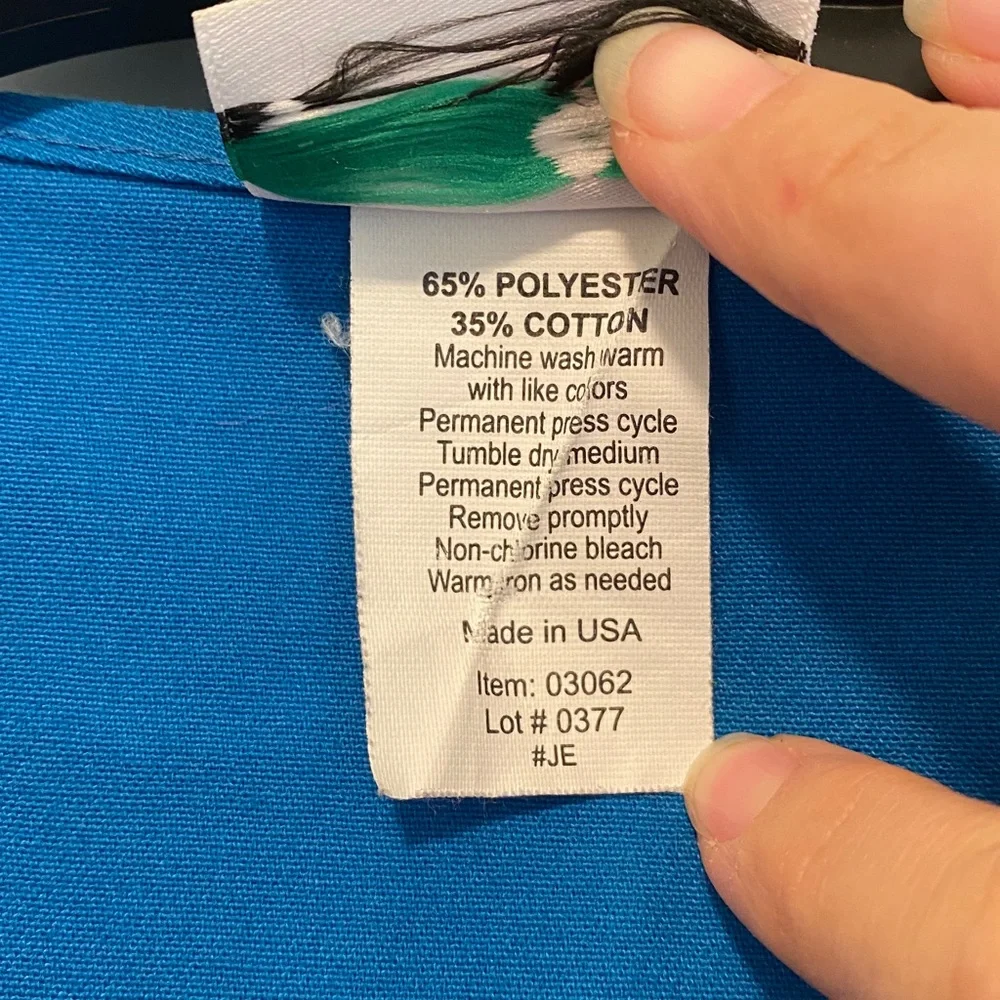 65% POLYESTER
35% COTTON
Machine wash warm
with like colors
Permanent press cycle
Tumble dry medium
Permanent press cycle
Remove promptly
Non-chlorine bleach
Warm iron as needed
Made in USA
Item: 03062
Lot # 0377
#JE